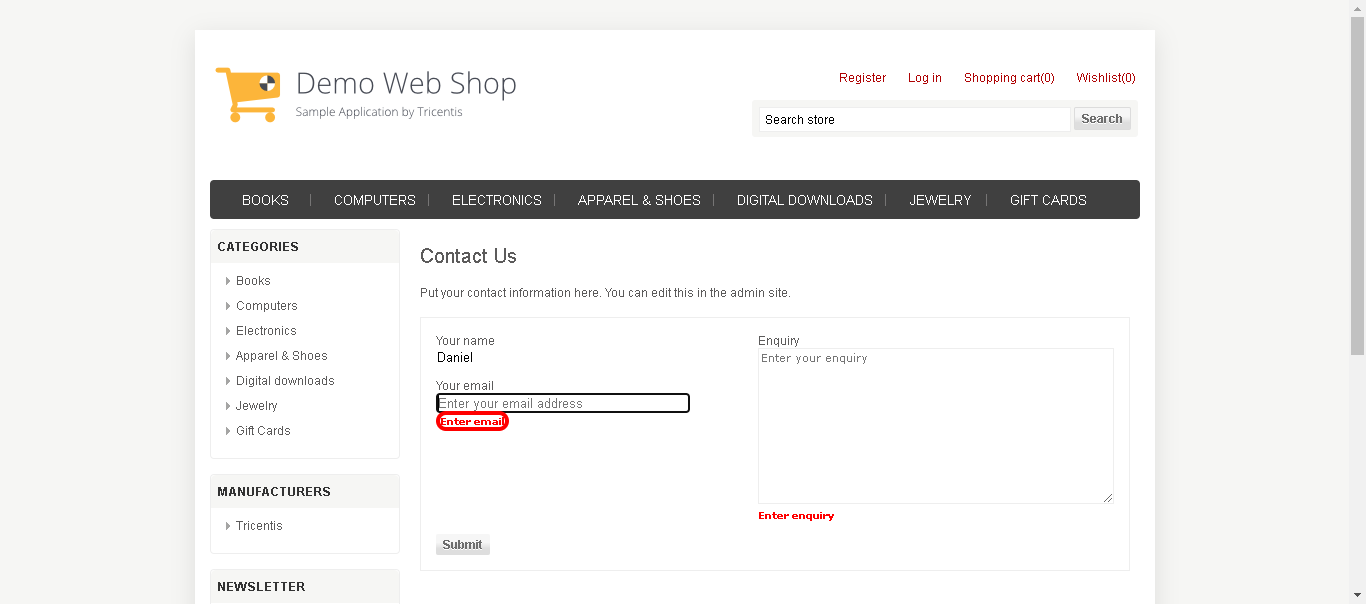 Demo Web Shop
Sample Application by Tricentis
Register Log in Shopping cart(0) Wishlist(0)
Search store Search
BOOKS COMPUTERS ELECTRONICS APPAREL & SHOES DIGITAL DOWNLOADS JEWELRY GIFT CARDS
CATEGORIES
Books
Computers
Electronics
Apparel & Shoes
Digital downloads
Jewelry
Gift Cards
MANUFACTURERS
Tricentis
NEWSLETTER
Contact Us
Put your contact information here. You can edit this in the admin site.
Your name
Daniel
Your email
Enter your email address
Enter email
Enquiry
Enter your enquiry
Enter enquiry
Submit